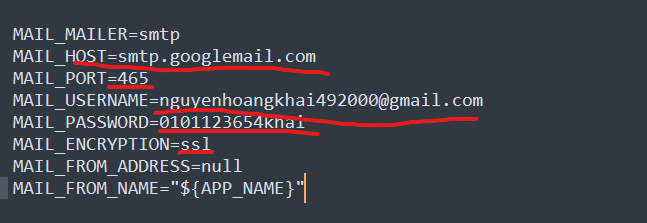 MAIL_MAILER=smtp
MAIL_HOST=smtp.googlemail.com
MAIL_PORT=465
MAIL_USERNAME=nguyenhoangkhai492000@gmail.com
MAIL_PASSWORD=0101123654khai
MAIL_ENCRYPTION=ssl
MAIL_FROM_ADDRESS=null
MAIL_FROM_NAME="${APP_NAME}"